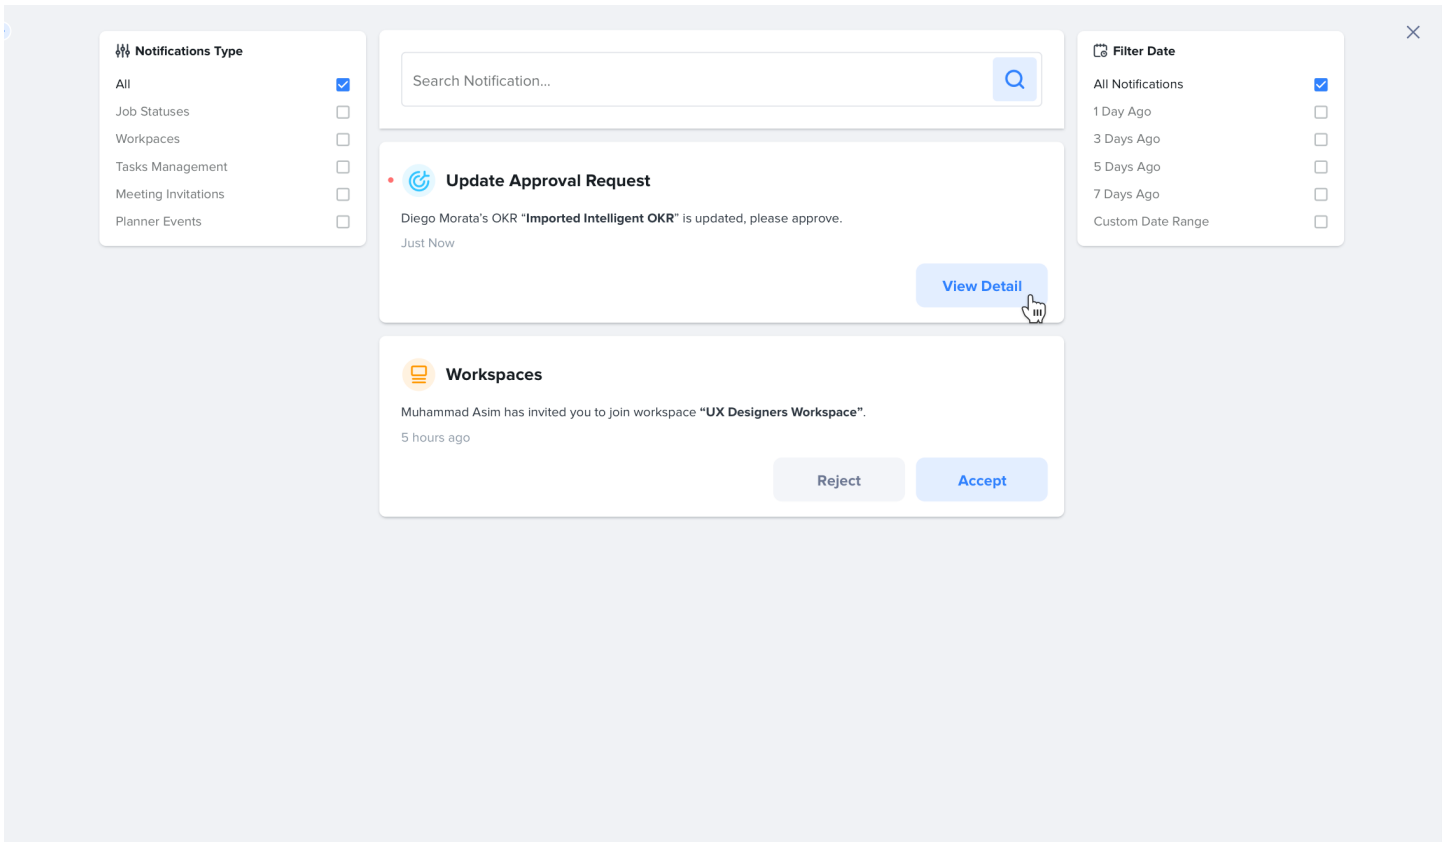 Notifications Type
All
Job Statuses
Workpaces
Tasks Management
Meeting Invitations
Planner Events
Search Notification...
Update Approval Request
Diego Morata's OKR “Imported Intelligent OKR” is updated, please approve.
Just Now
View Detail
Workspaces
Muhammad Asim has invited you to join workspace “UX Designers Workspace”.
5 hours ago
Reject
Accept
Filter Date
All Notifications
1 Day Ago
3 Days Ago
5 Days Ago
7 Days Ago
Custom Date Range